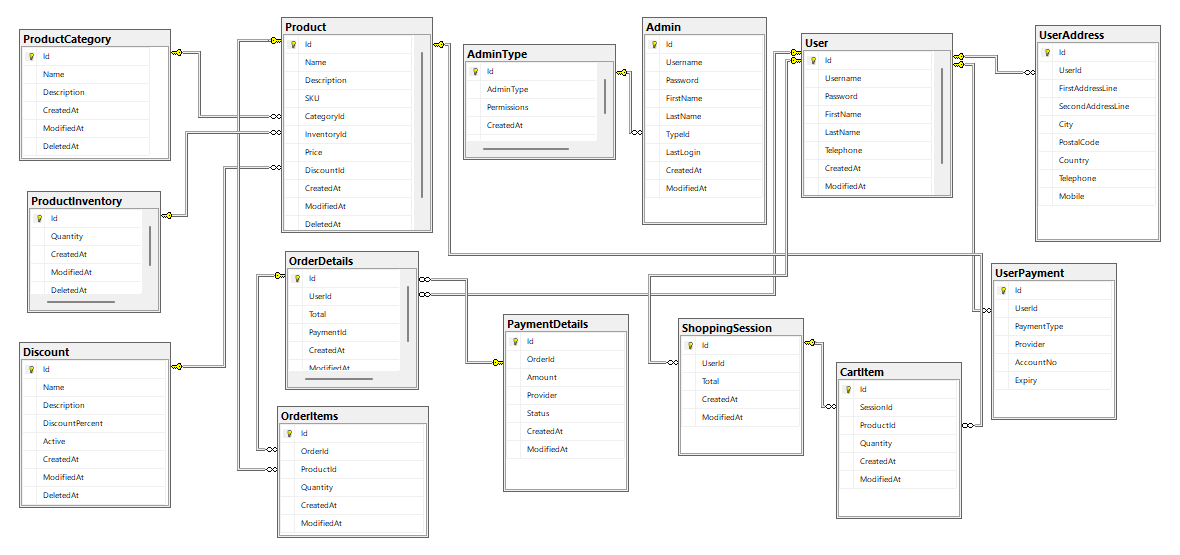 ProductCategory
Id
Name
Description
CreatedAt
ModifiedAt
DeletedAt
Product
Id
Name
Description
SKU
CategoryId
InventoryId
Price
DiscountId
CreatedAt
ModifiedAt
DeletedAt
AdminType
Id
AdminType
Permissions
CreatedAt
Admin
Id
Username
Password
FirstName
LastName
TypeId
LastLogin
CreatedAt
ModifiedAt
User
Id
Username
Password
FirstName
LastName
Telephone
CreatedAt
ModifiedAt
UserAddress
Id
UserId
FirstAddressLine
SecondAddressLine
City
PostalCode
Country
Telephone
Mobile
ProductInventory
Id
Quantity
CreatedAt
ModifiedAt
DeletedAt
OrderDetails
Id
UserId
Total
PaymentId
CreatedAt
ModifiedAt
PaymentDetails
Id
OrderId
Amount
Provider
Status
CreatedAt
ModifiedAt
ShoppingSession
Id
UserId
Total
CreatedAt
ModifiedAt
UserPayment
Id
UserId
PaymentType
Provider
AccountNo
Expiry
Discount
Id
Name
Description
DiscountPercent
Active
CreatedAt
ModifiedAt
DeletedAt
OrderItems
Id
OrderId
ProductId
Quantity
CreatedAt
ModifiedAt
CartItem
Id
SessionId
ProductId
Quantity
CreatedAt
ModifiedAt